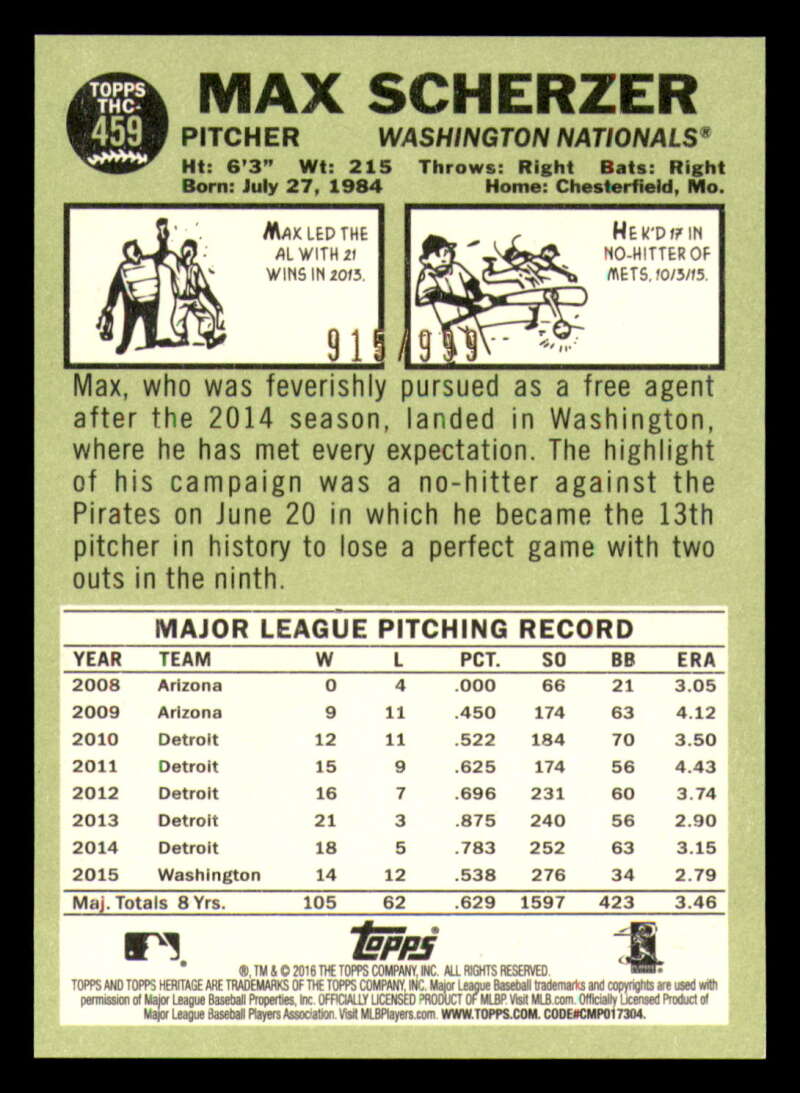 TOPPS
THC-
459
MAX SCHERZER
PITCHER WASHINGTON NATIONALS®
Ht: 6'3" Wt: 215 Throws: Right Bats: Right
Born: July 27, 1984 Home: Chesterfield, Mo.
MAX LED THE
AL WITH 21
WINS IN 2013.
HE K'D 17 IN
NO-HITTER OF
METS, 10/3/15.
915/999
Max, who was feverishly pursued as a free agent
after the 2014 season, landed in Washington,
where he has met every expectation. The highlight
of his campaign was a no-hitter against the
Pirates on June 20 in which he became the 13th
pitcher in history to lose a perfect game with two
outs in the ninth.
MAJOR LEAGUE PITCHING RECORD
YEAR TEAM W L PCT. SO BB ERA
2008 Arizona 0 4 .000 66 21 3.05
2009 Arizona 9 11 .450 174 63 4.12
2010 Detroit 12 11 .522 184 70 3.50
2011 Detroit 15 9 .625 174 56 4.43
2012 Detroit 16 7 .696 231 60 3.74
2013 Detroit 21 3 .875 240 56 2.90
2014 Detroit 18 5 .783 252 63 3.15
2015 Washington 14 12 .538 276 34 2.79
Maj. Totals 8 Yrs. 105 62 .629 1597 423 3.46
topps®
®, TM & © 2016 THE TOPPS COMPANY, INC. ALL RIGHTS RESERVED.
TOPPS AND TOPPS HERITAGE ARE TRADEMARKS OF THE TOPPS COMPANY, INC. Major League Baseball trademarks and copyrights are used with
permission of Major League Baseball Properties, Inc. OFFICIALLY LICENSED PRODUCT OF MLBP. Visit MLB.com. Officially Licensed Product of
Major League Baseball Players Association. Visit MLBPlayers.com. WWW.TOPPS.COM. CODE#CMP017304.